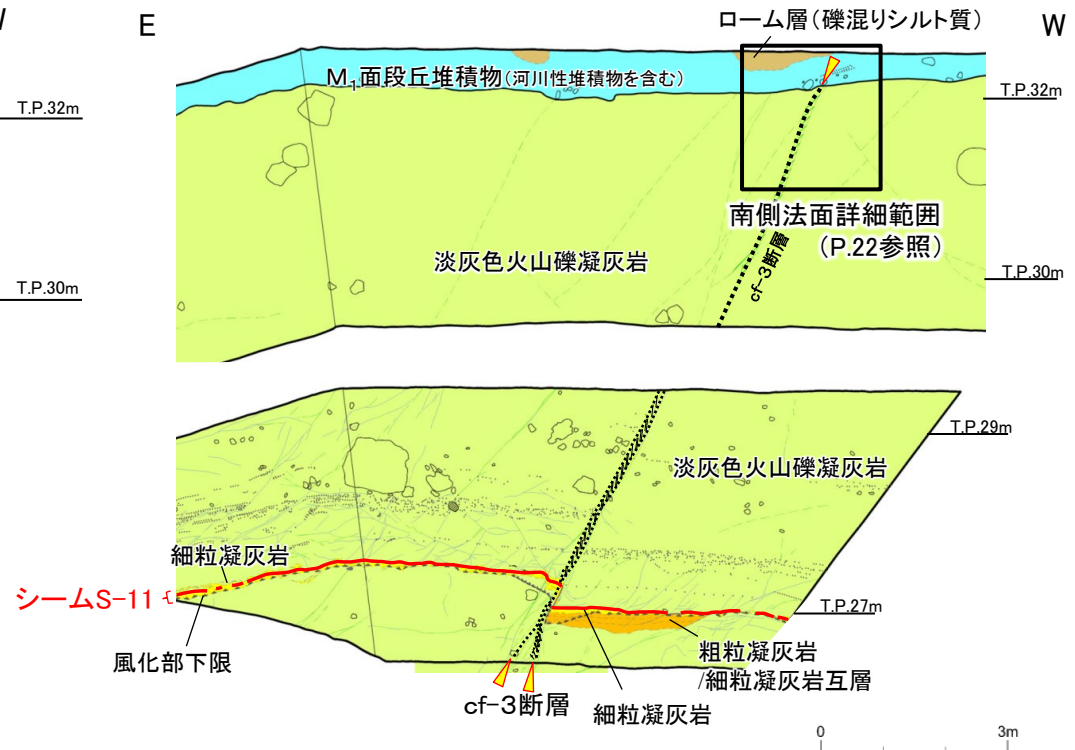 E
W
ローム層(礫混りシルト質)
M₁面段丘堆積物(河川性堆積物を含む)
T.P.32m
T.P.32m
南側法面詳細範囲
(P.22参照)
淡灰色火山礫凝灰岩
cf-3断層
T.P.30m
T.P.30m
T.P.29m
淡灰色火山礫凝灰岩
細粒凝灰岩
シームS-11
T.P.27m
風化部下限
粗粒凝灰岩
/細粒凝灰岩互層
cf-3断層
細粒凝灰岩
0
3m